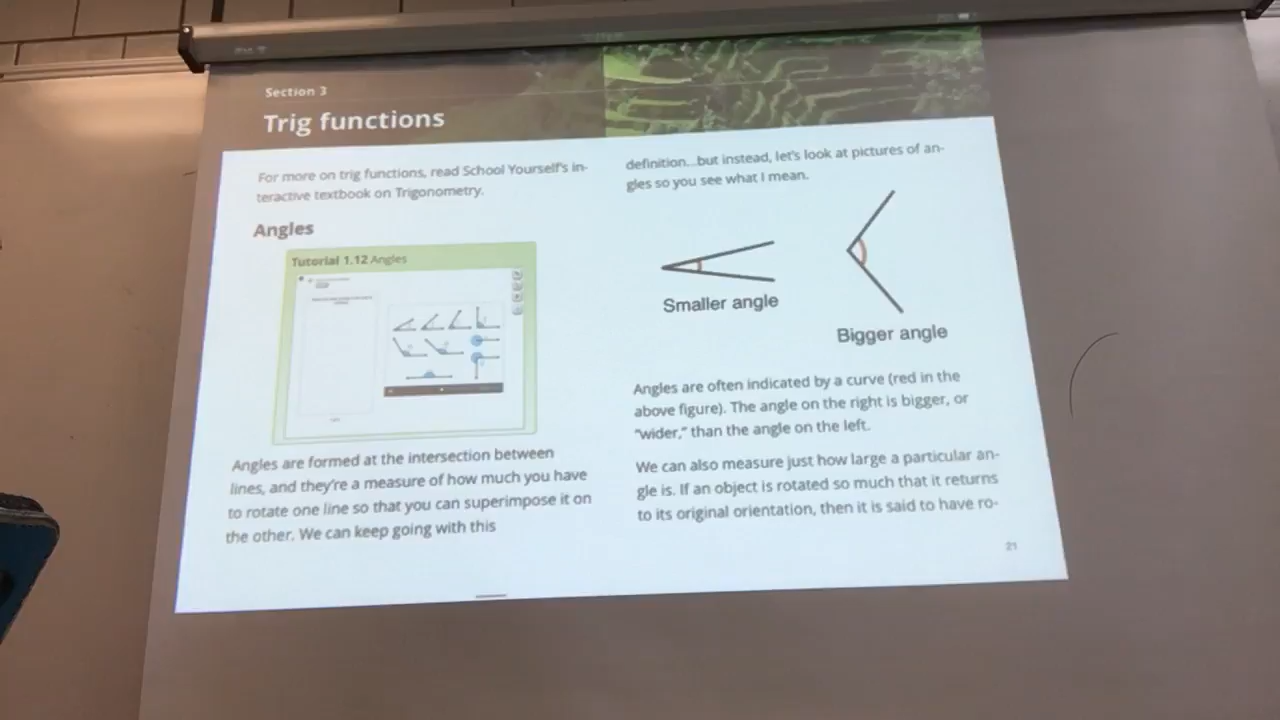 Section 3
Trig functions
For more on trig functions, read School Yourself's in-
teractive textbook on Trigonometry.
Angles
Tutorial 1.12 Angles
Angles are formed at the intersection between
lines, and they're a measure of how much you have
to rotate one line so that you can superimpose it on
the other. We can keep going with this
definition...but instead, let's look at pictures of an-
gles so you see what I mean.
Smaller angle
Bigger angle
Angles are often indicated by a curve (red in the
above figure). The angle on the right is bigger, or
"wider," than the angle on the left.
We can also measure just how large a particular an-
gle is. If an object is rotated so much that it returns
to its original orientation, then it is said to have ro-
21